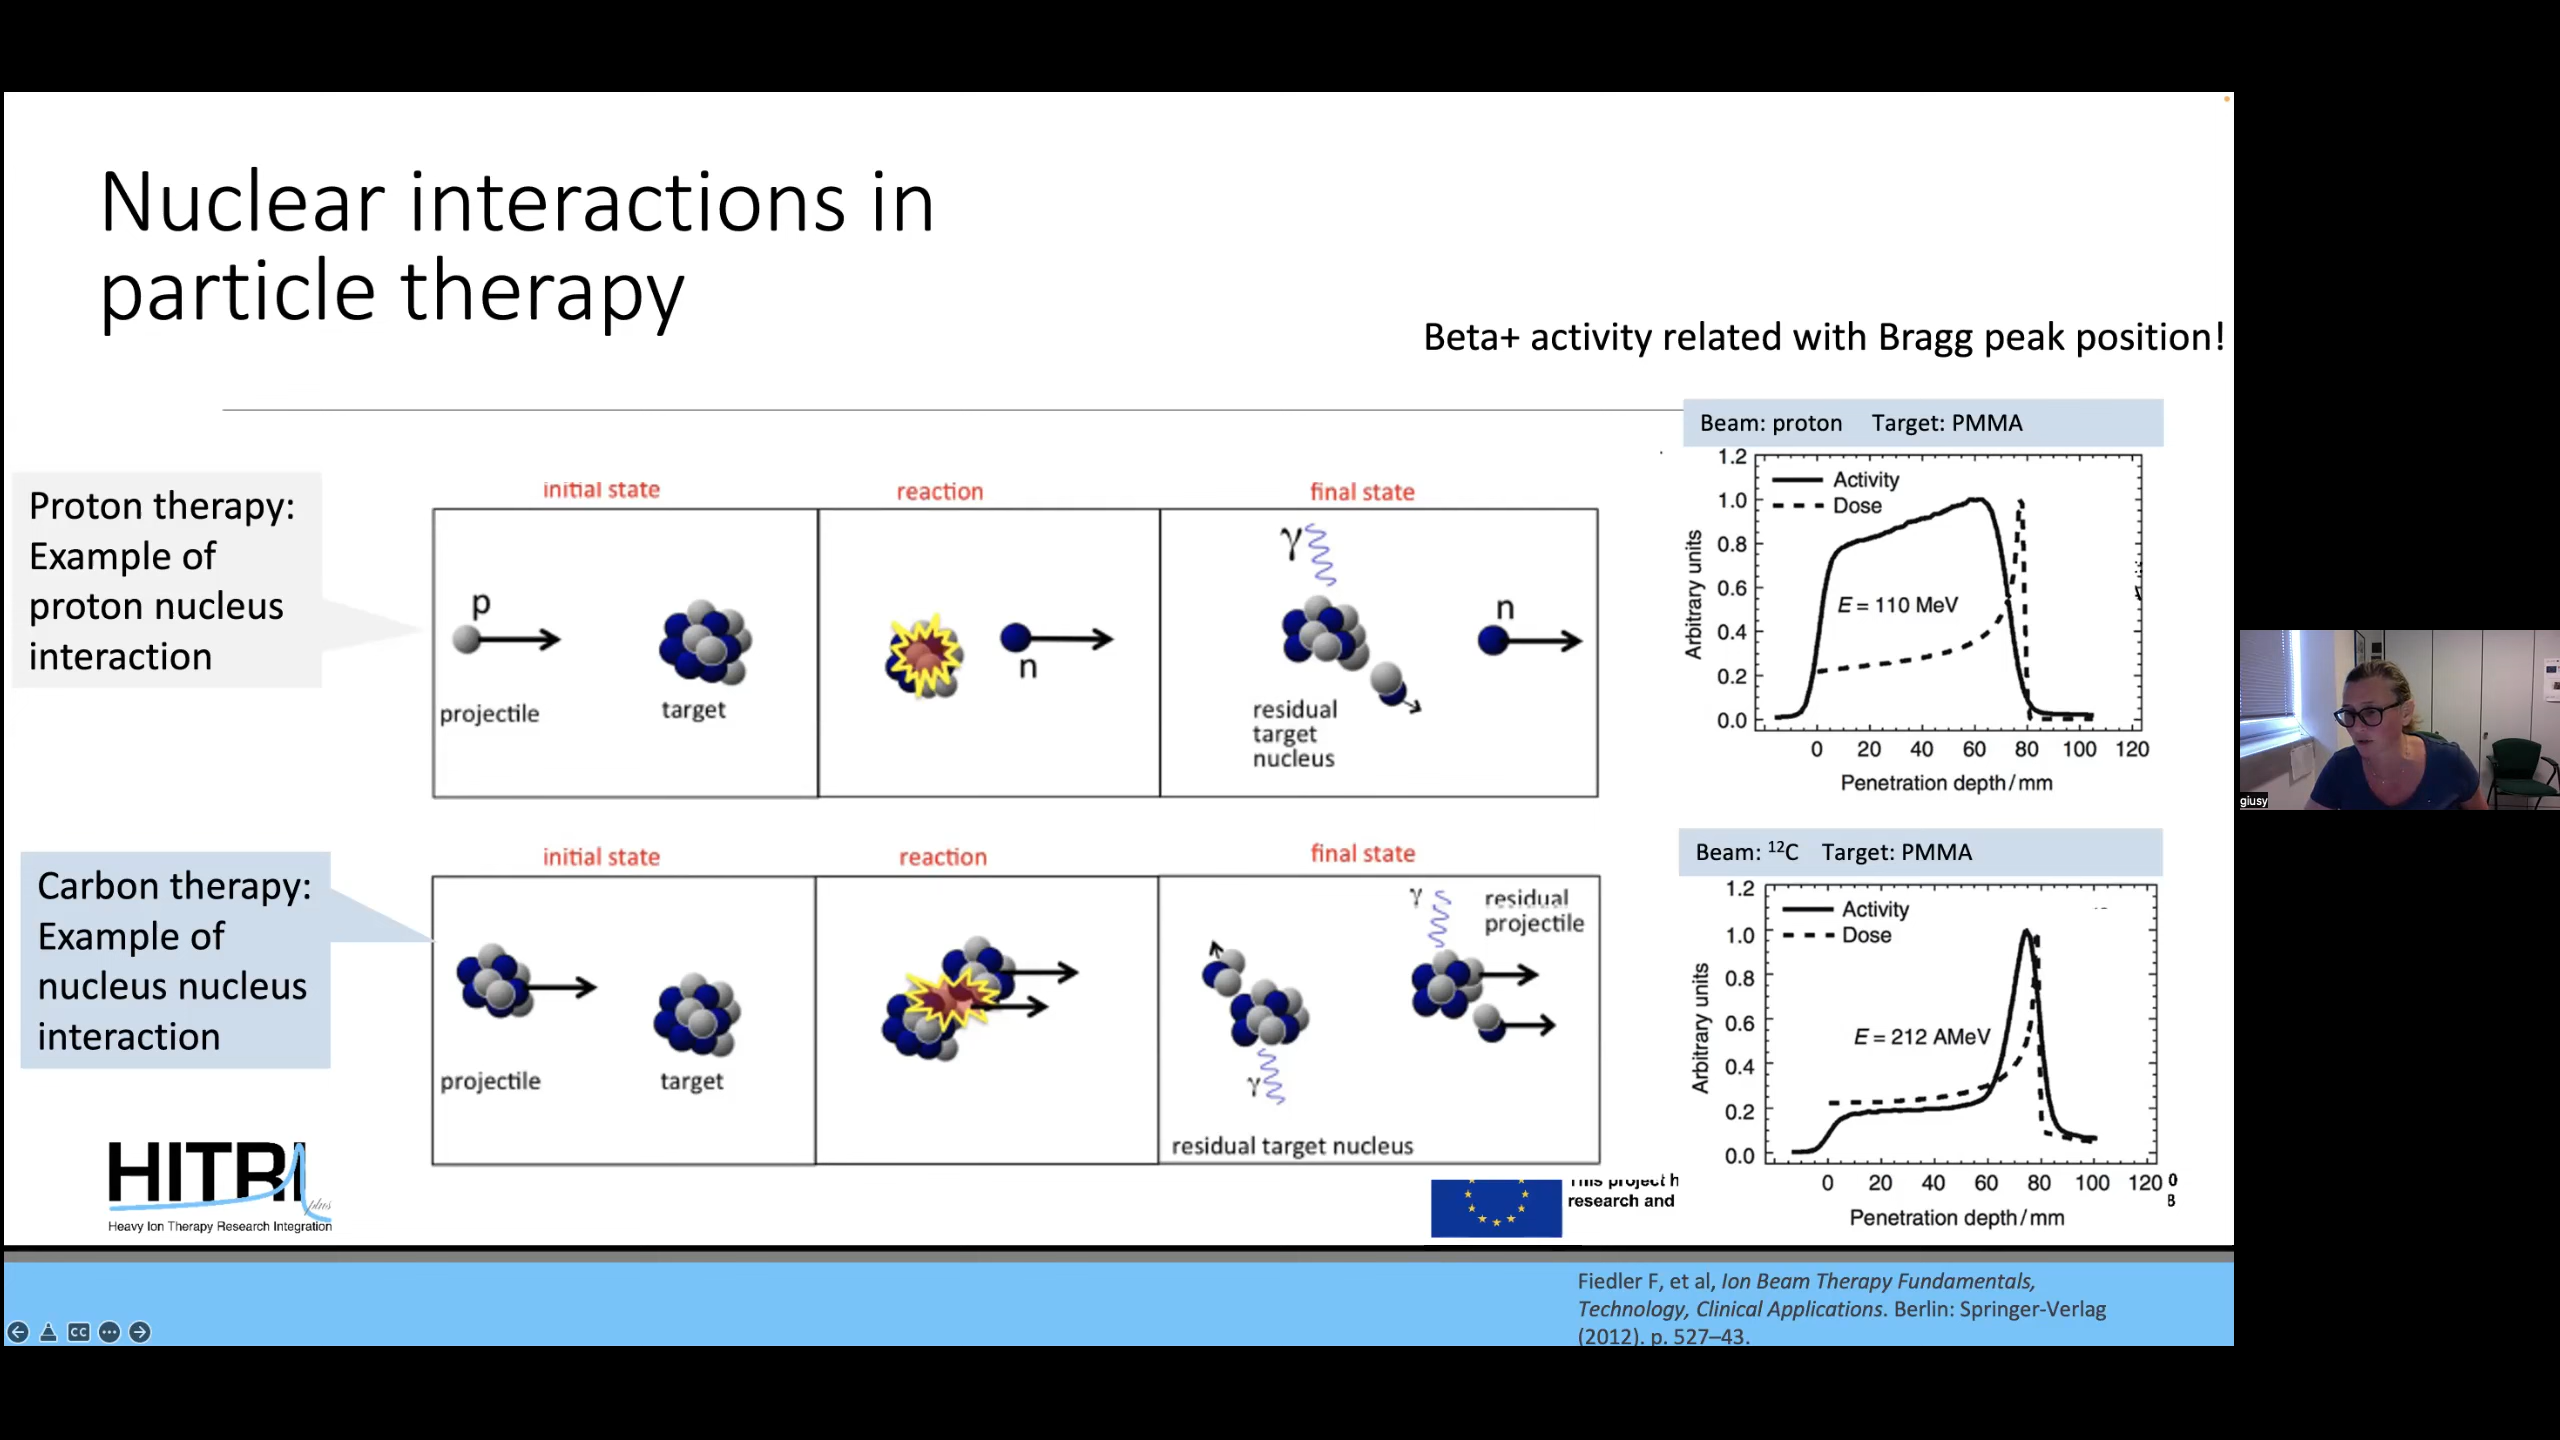 Nuclear interactions in
particle therapy
Beta+ activity related with Bragg peak position!
Proton therapy:
Example of
proton nucleus
interaction
initial state
reaction
final state
p
projectile
target
n
γ
n
residual
target
nucleus
Beam: proton Target: PMMA
Activity
Dose
E = 110 MeV
Arbitrary units
1.2
1.0
0.8
0.6
0.4
0.2
0.0
0 20 40 60 80 100 120
Penetration depth/mm
Carbon therapy:
Example of
nucleus nucleus
interaction
initial state
reaction
final state
projectile
target
γ
residual
projectile
γ
residual target nucleus
Beam: ¹²C Target: PMMA
Activity
Dose
E = 212 AMeV
Arbitrary units
1.2
1.0
0.8
0.6
0.4
0.2
0.0
0 20 40 60 80 100 120
Penetration depth/mm
HITRI
plus
Heavy Ion Therapy Research Integration
This project h
research and
0
B
Fiedler F, et al, Ion Beam Therapy Fundamentals,
Technology, Clinical Applications. Berlin: Springer-Verlag
(2012). p. 527–43.
CC
giusy